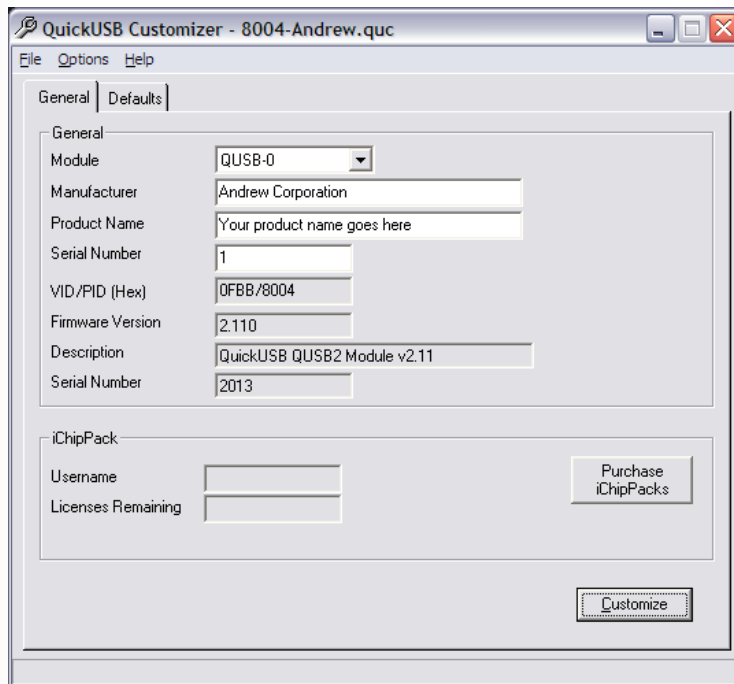 QuickUSB Customizer - 8004-Andrew.quc
File Options Help
General Defaults
General
Module QUSB-0
Manufacturer Andrew Corporation
Product Name Your product name goes here
Serial Number 1
VID/PID (Hex) 0FBB/8004
Firmware Version 2.110
Description QuickUSB QUSB2 Module v2.11
Serial Number 2013
iChipPack
Username
Licenses Remaining
Purchase
iChipPacks
Customize